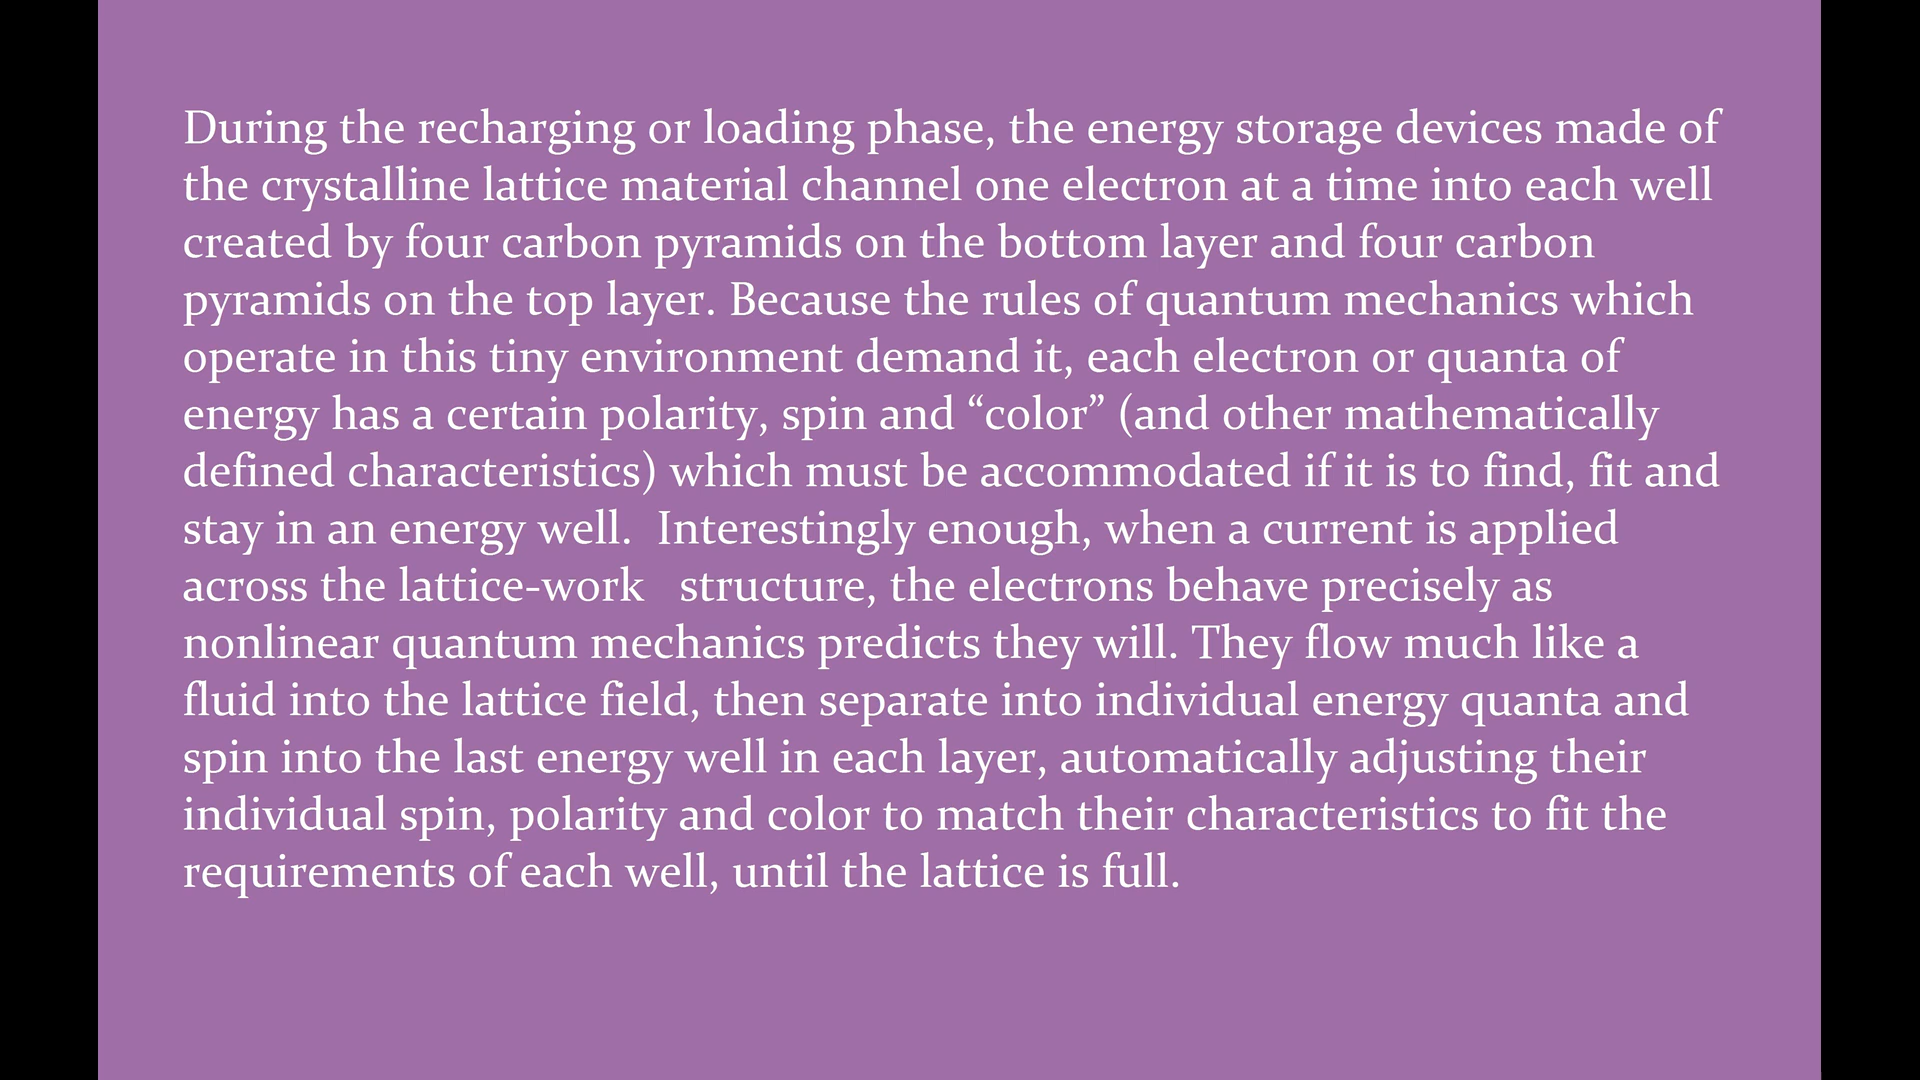 During the recharging or loading phase, the energy storage devices made of
the crystalline lattice material channel one electron at a time into each well
created by four carbon pyramids on the bottom layer and four carbon
pyramids on the top layer. Because the rules of quantum mechanics which
operate in this tiny environment demand it, each electron or quanta of
energy has a certain polarity, spin and “color” (and other mathematically
defined characteristics) which must be accommodated if it is to find, fit and
stay in an energy well.  Interestingly enough, when a current is applied
across the lattice-work   structure, the electrons behave precisely as
nonlinear quantum mechanics predicts they will. They flow much like a
fluid into the lattice field, then separate into individual energy quanta and
spin into the last energy well in each layer, automatically adjusting their
individual spin, polarity and color to match their characteristics to fit the
requirements of each well, until the lattice is full.